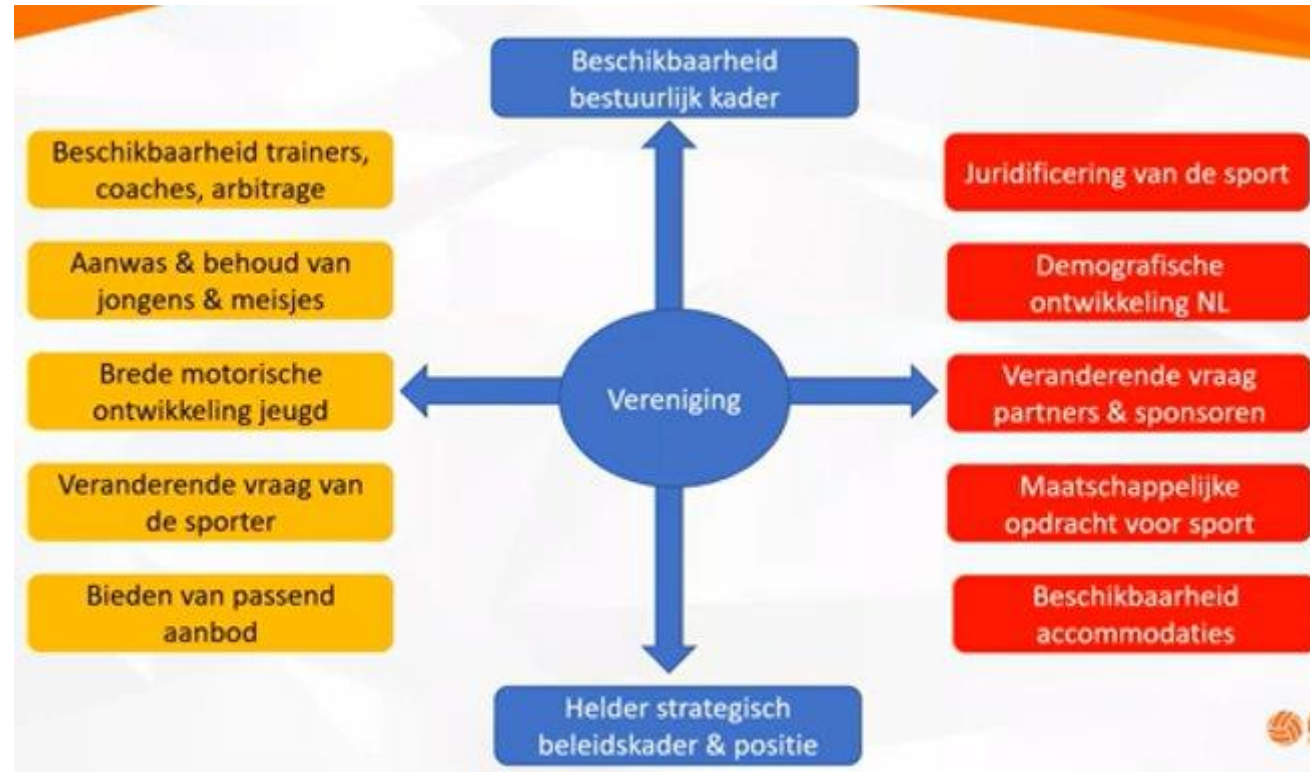 Beschikbaarheid
bestuurlijk kader
Beschikbaarheid trainers,
coaches, arbitrage
Aanwas & behoud van
jongens & meisjes
Brede motorische
ontwikkeling jeugd
Veranderende vraag van
de sporter
Bieden van passend
aanbod
Vereniging
Juridificering van de sport
Demografische
ontwikkeling NL
Veranderende vraag
partners & sponsoren
Maatschappelijke
opdracht voor sport
Beschikbaarheid
accommodaties
Helder strategisch
beleidskader & positie